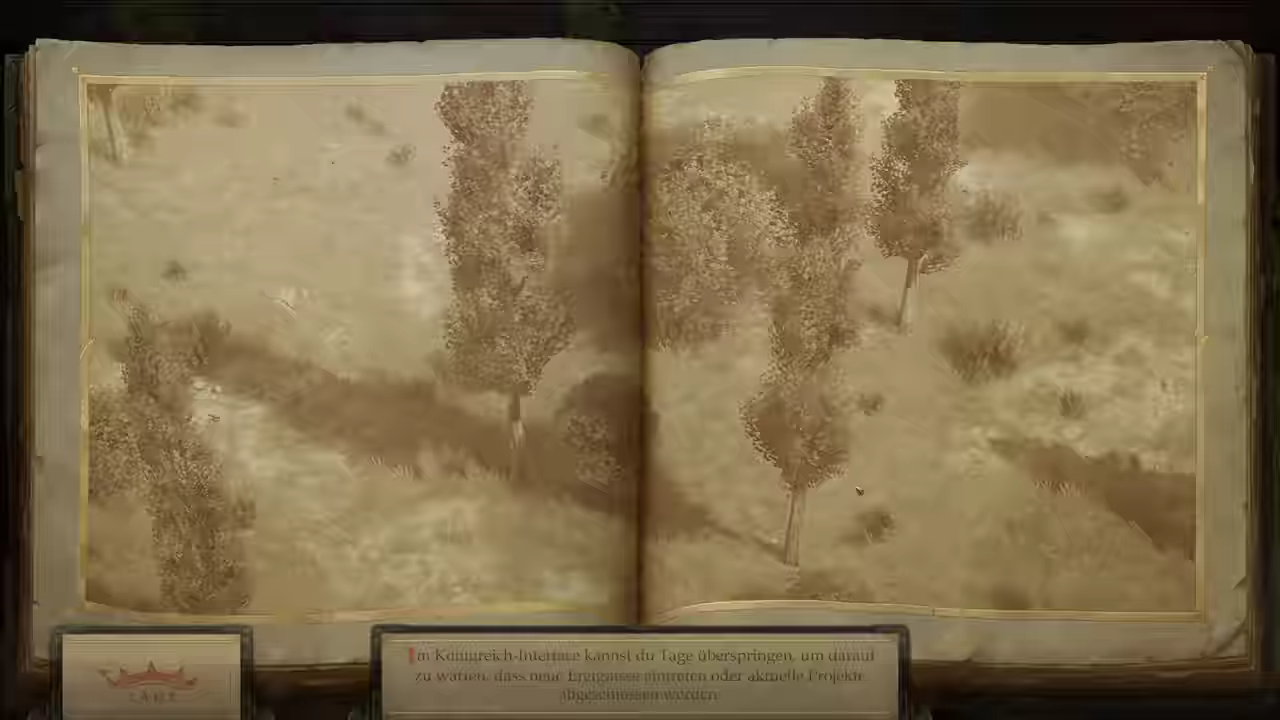 LÄDT
Im Königreich-Interface kannst du Tage überspringen, um darauf
zu warten, dass neue Ereignisse eintreten oder aktuelle Projekte
abgeschlossen werden.